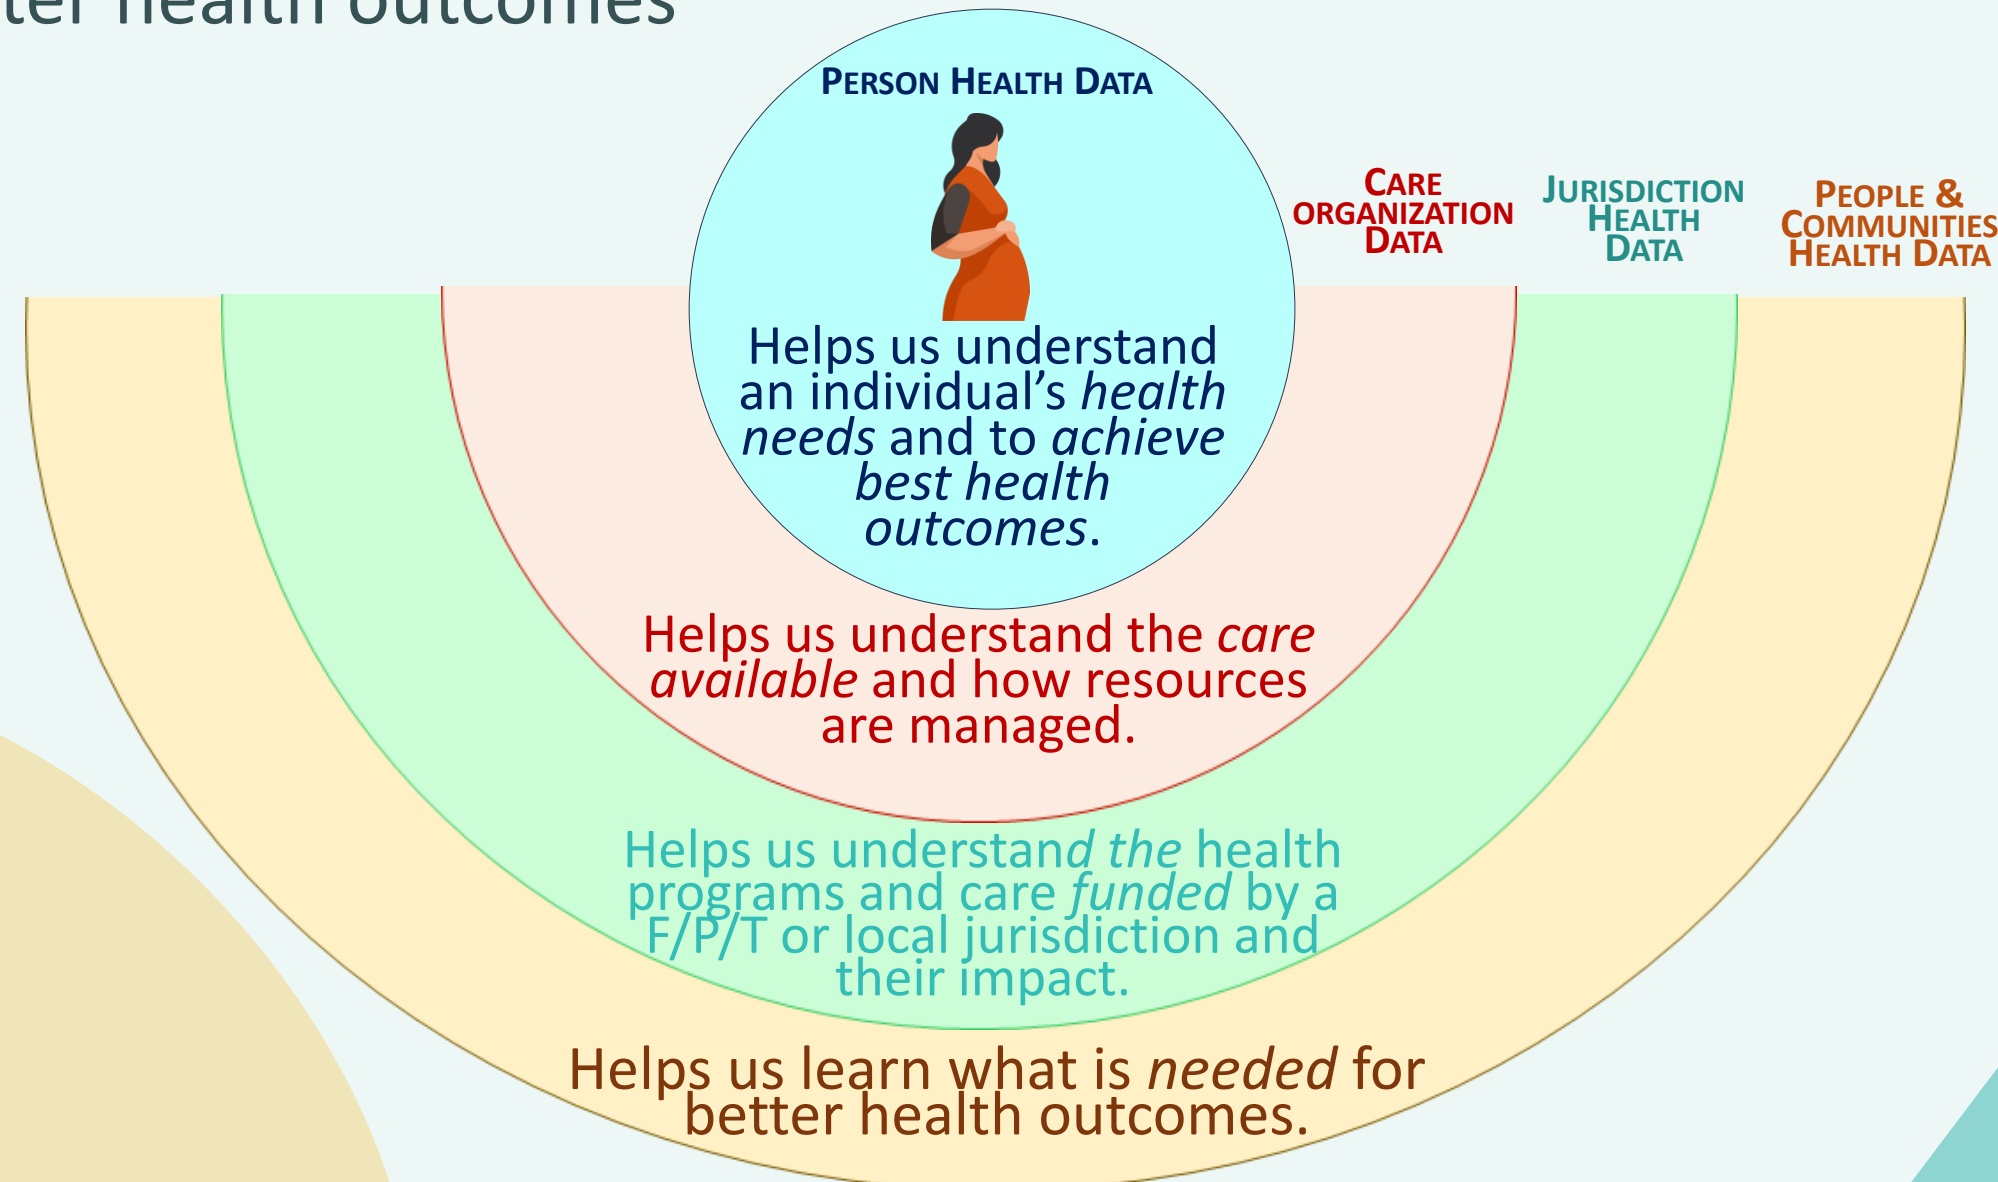 ter health outcomes
PERSON HEALTH DATA
CARE
ORGANIZATION
DATA
JURISDICTION
HEALTH
DATA
PEOPLE &
COMMUNITIES
HEALTH DATA
Helps us understand
an individual’s health
needs and to achieve
best health
outcomes.
Helps us understand the care
available and how resources
are managed.
Helps us understand the health
programs and care funded by a
F/P/T or local jurisdiction and
their impact.
Helps us learn what is needed for
better health outcomes.